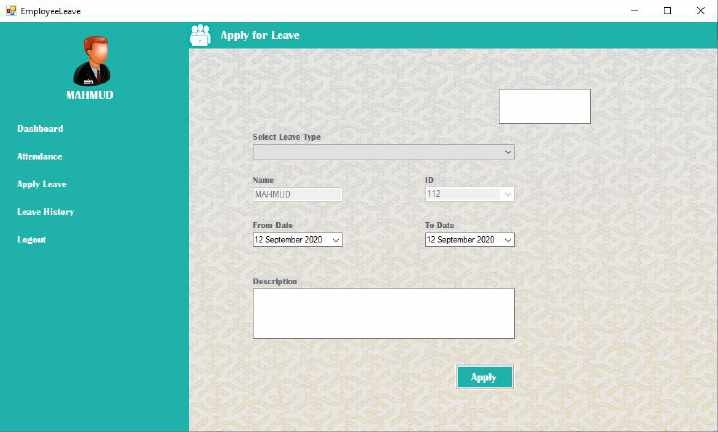 EmployeeLeave
Apply for Leave
MAHMUD
Dashboard
Attendance
Apply Leave
Leave History
Logout
Select Leave Type
Name
ID
MAHMUD
112
From Date
To Date
12 September 2020
12 September 2020
Description
Apply